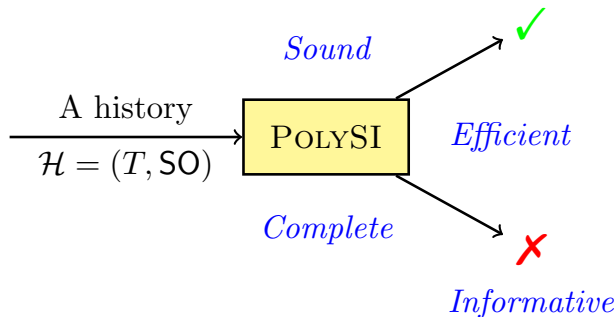 Sound
✓
A history
POLYSI
Efficient
𝓗 = (T, SO)
Complete
✗
Informative